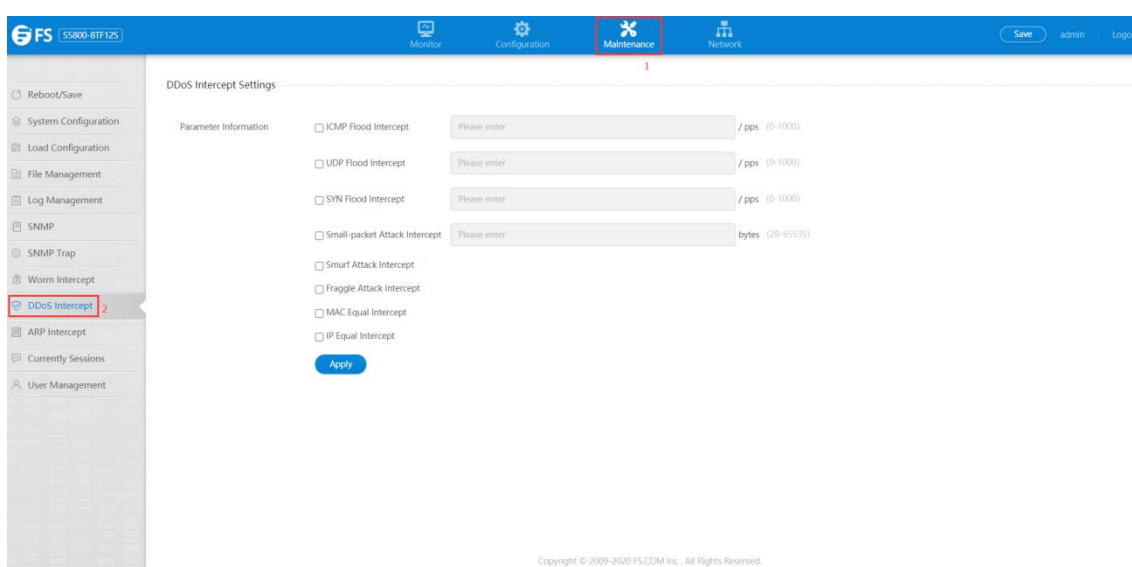 FS S5800-8TF12S
Monitor
Configuration
Maintenance
Network
Save
admin
Logo
1
Reboot/Save
System Configuration
Load Configuration
File Management
Log Management
SNMP
SNMP Trap
Worm Intercept
DDoS Intercept 2
ARP Intercept
Currently Sessions
User Management
DDoS Intercept Settings
Parameter Information
ICMP Flood Intercept Please enter / pps (0-1000)
UDP Flood Intercept Please enter / pps (0-1000)
SYN Flood Intercept Please enter / pps (0-1000)
Small-packet Attack Intercept Please enter bytes (28-65535)
Smurf Attack Intercept
Fraggle Attack Intercept
MAC Equal Intercept
IP Equal Intercept
Apply
Copyright © 2009-2020 FS.COM Inc . All Rights Reserved.